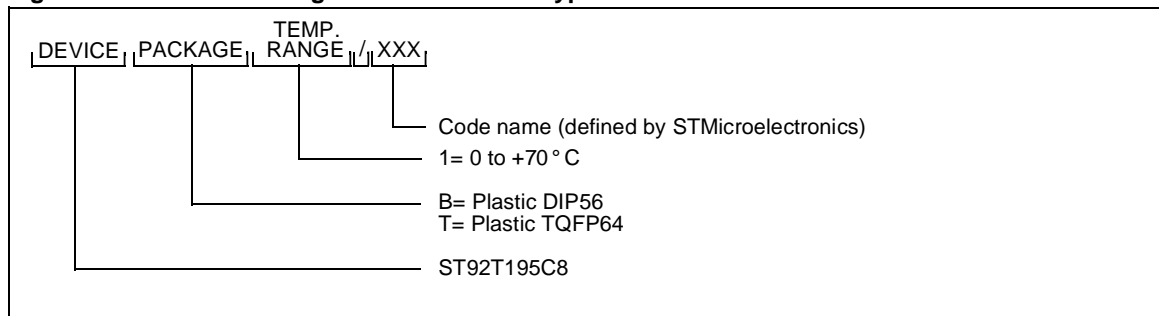 TEMP.
DEVICE PACKAGE RANGE / XXX
Code name (defined by STMicroelectronics)
1= 0 to +70 ° C
B= Plastic DIP56
T= Plastic TQFP64
ST92T195C8